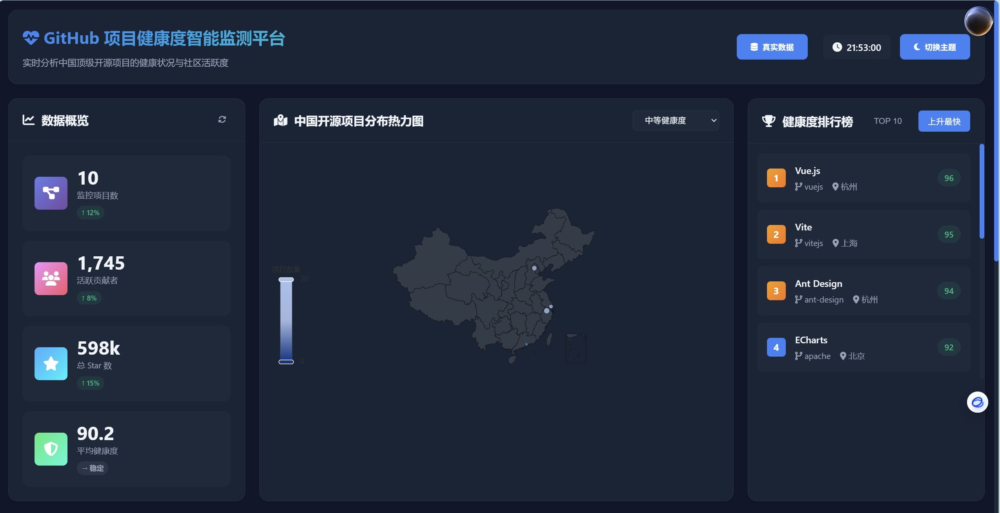 GitHub 项目健康度智能监测平台
实时分析中国顶级开源项目的健康状况与社区活跃度
真实数据
21:53:00
切换主题
数据概览
10
监控项目数
↑ 12%
1,745
活跃贡献者
↑ 8%
598k
总 Star 数
↑ 15%
90.2
平均健康度
→ 稳定
中国开源项目分布热力图
中等健康度
项目数量
20
0
健康度排行榜
TOP 10
上升最快
1
Vue.js
vuejs 杭州
96
2
Vite
vitejs 上海
95
3
Ant Design
ant-design 杭州
94
4
ECharts
apache 北京
92